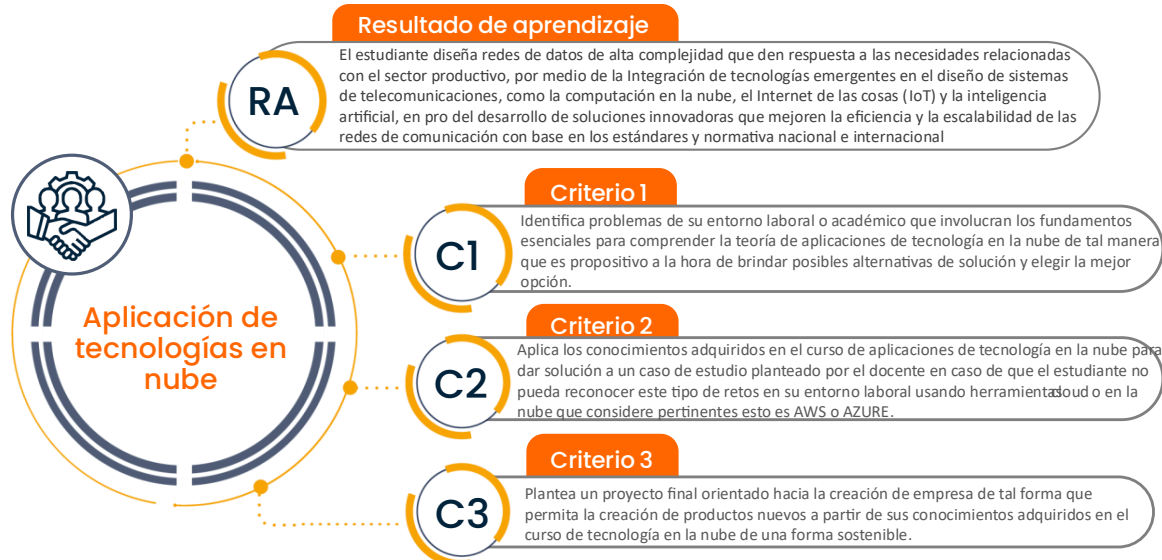 Resultado de aprendizaje
El estudiante diseña redes de datos de alta complejidad que den respuesta a las necesidades relacionadas
con el sector productivo, por medio de la Integración de tecnologías emergentes en el diseño de sistemas
de telecomunicaciones, como la computación en la nube, el Internet de las cosas (IoT) y la inteligencia
artificial, en pro del desarrollo de soluciones innovadoras que mejoren la eficiencia y la escalabilidad de las
redes de comunicación con base en los estándares y normativa nacional e internacional
RA
Aplicación de
tecnologías en
nube
Criterio 1
C1
Identifica problemas de su entorno laboral o académico que involucran los fundamentos
esenciales para comprender la teoría de aplicaciones de tecnología en la nube de tal manera
que es propositivo a la hora de brindar posibles alternativas de solución y elegir la mejor
opción.
Criterio 2
C2
Aplica los conocimientos adquiridos en el curso de aplicaciones de tecnología en la nube para
dar solución a un caso de estudio planteado por el docente en caso de que el estudiante no
pueda reconocer este tipo de retos en su entorno laboral usando herramientas cloud o en la
nube que considere pertinentes esto es AWS o AZURE.
Criterio 3
C3
Plantea un proyecto final orientado hacia la creación de empresa de tal forma que
permita la creación de productos nuevos a partir de sus conocimientos adquiridos en el
curso de tecnología en la nube de una forma sostenible.